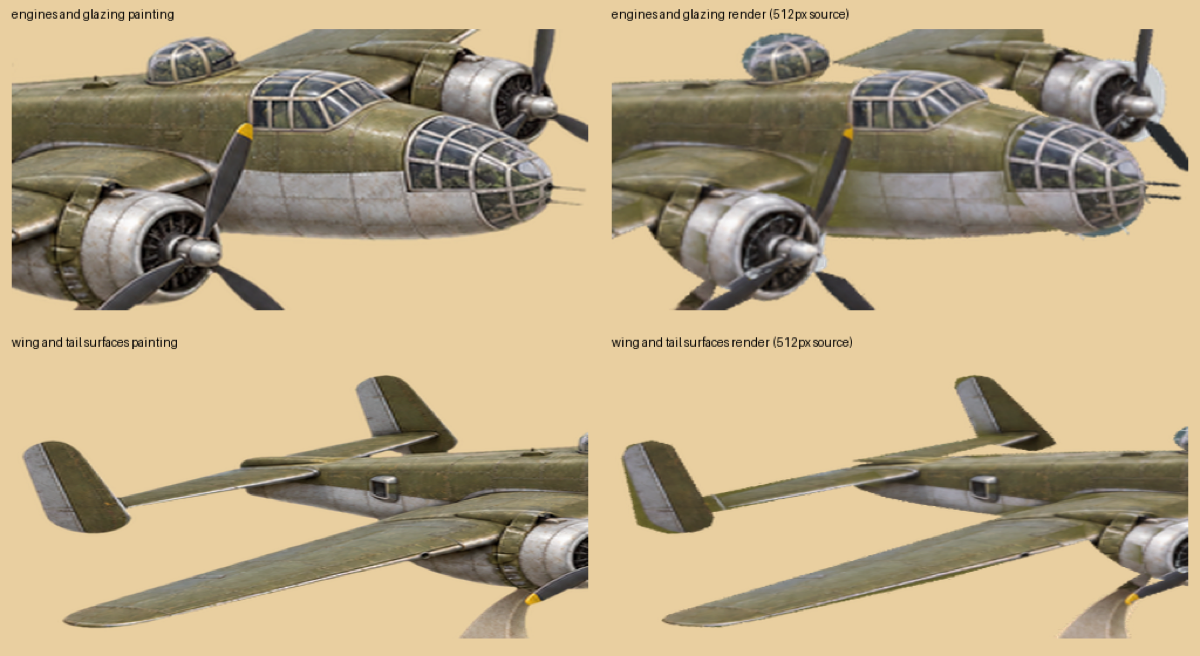 engines and glazing painting
engines and glazing render (512px source)
wing and tail surfaces painting
wing and tail surfaces render (512px source)